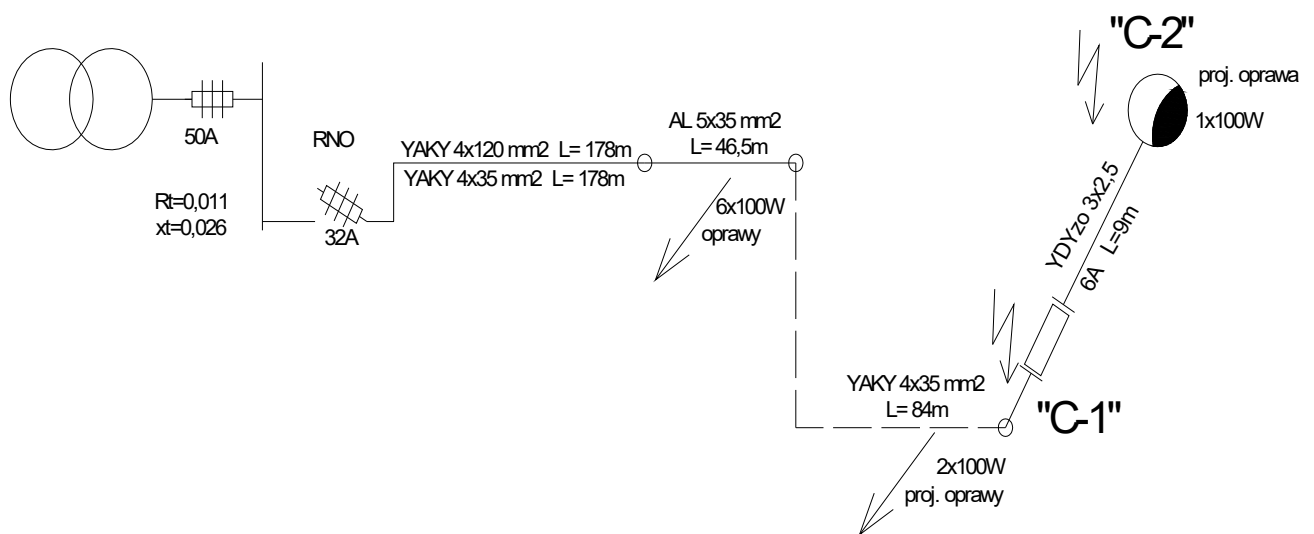 "C-2"
proj. oprawa
1x100W
50A
RNO
AL 5x35 mm2
L= 46,5m
YAKY 4x120 mm2 L= 178m
YAKY 4x35 mm2 L= 178m
Rt=0,011
xt=0,026
32A
6x100W
oprawy
YDYzo 3x2,5
L=9m
6A
YAKY 4x35 mm2
L= 84m
"C-1"
2x100W
proj. oprawy